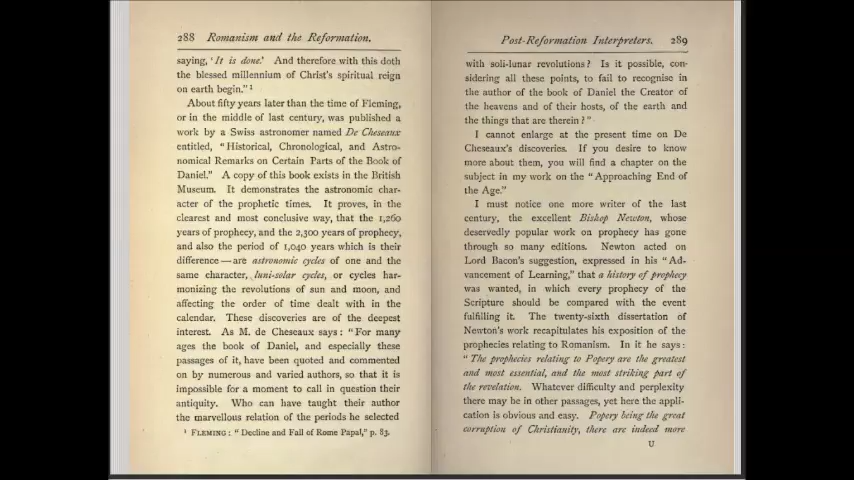 288 Romanism and the Reformation.
saying, 'It is done.' And therefore with this doth
the blessed millennium of Christ's spiritual reign
on earth begin." ¹
About fifty years later than the time of Fleming,
or in the middle of last century, was published a
work by a Swiss astronomer named De Cheseaux
entitled, "Historical, Chronological, and Astro-
nomical Remarks on Certain Parts of the Book of
Daniel." A copy of this book exists in the British
Museum. It demonstrates the astronomic char-
acter of the prophetic times. It proves, in the
clearest and most conclusive way, that the 1,260
years of prophecy, and the 2,300 years of prophecy,
and also the period of 1,040 years which is their
difference—are astronomic cycles of one and the
same character, luni-solar cycles, or cycles har-
monizing the revolutions of sun and moon, and
affecting the order of time dealt with in the
calendar. These discoveries are of the deepest
interest. As M. de Cheseaux says: "For many
ages the book of Daniel, and especially these
passages of it, have been quoted and commented
on by numerous and varied authors, so that it is
impossible for a moment to call in question their
antiquity. Who can have taught their author
the marvellous relation of the periods he selected
¹ FLEMING: "Decline and Fall of Rome Papal," p. 83.
Post-Reformation Interpreters. 289
with soli-lunar revolutions? Is it possible, con-
sidering all these points, to fail to recognise in
the author of the book of Daniel the Creator of
the heavens and of their hosts, of the earth and
the things that are therein?"
I cannot enlarge at the present time on De
Cheseaux's discoveries. If you desire to know
more about them, you will find a chapter on the
subject in my work on the "Approaching End of
the Age."
I must notice one more writer of the last
century, the excellent Bishop Newton, whose
deservedly popular work on prophecy has gone
through so many editions. Newton acted on
Lord Bacon's suggestion, expressed in his "Ad-
vancement of Learning," that a history of prophecy
was wanted, in which every prophecy of the
Scripture should be compared with the event
fulfilling it. The twenty-sixth dissertation of
Newton's work recapitulates his exposition of the
prophecies relating to Romanism. In it he says:
"The prophecies relating to Popery are the greatest
and most essential, and the most striking part of
the revelation. Whatever difficulty and perplexity
there may be in other passages, yet here the appli-
cation is obvious and easy. Popery being the great
corruption of Christianity, there are indeed more
U